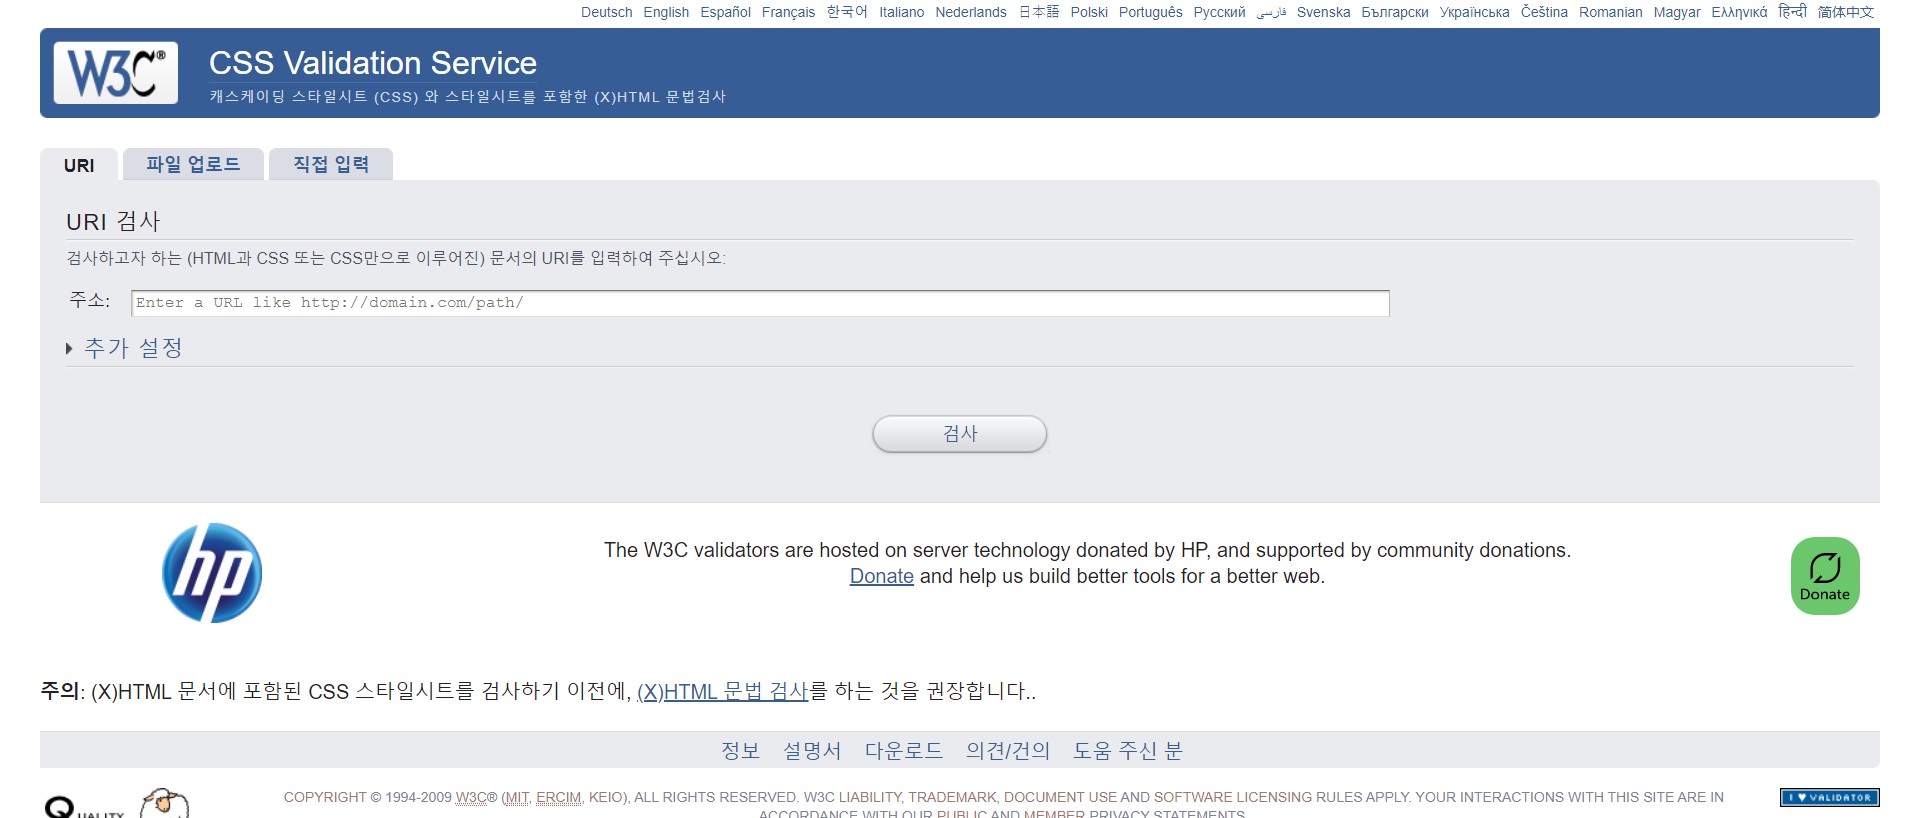 Deutsch English Español Français 한국어 Italiano Nederlands 日本語 Polski Português Русский فارسی Svenska Български Українська Čeština Romanian Magyar Ελληνικά हिन्दी 简体中文
W3C®
CSS Validation Service
캐스케이딩 스타일시트 (CSS) 와 스타일시트를 포함한 (X)HTML 문법검사
URI 파일 업로드 직접 입력
URI 검사
검사하고자 하는 (HTML과 CSS 또는 CSS만으로 이루어진) 문서의 URI를 입력하여 주십시오:
주소: Enter a URL like http://domain.com/path/
추가 설정
검사
hp
The W3C validators are hosted on server technology donated by HP, and supported by community donations.
Donate and help us build better tools for a better web.
Donate
주의: (X)HTML 문서에 포함된 CSS 스타일시트를 검사하기 이전에, (X)HTML 문법 검사를 하는 것을 권장합니다..
정보 설명서 다운로드 의견/건의 도움 주신 분
QUALITY
COPYRIGHT © 1994-2009 W3C® (MIT, ERCIM, KEIO), ALL RIGHTS RESERVED. W3C LIABILITY, TRADEMARK, DOCUMENT USE AND SOFTWARE LICENSING RULES APPLY. YOUR INTERACTIONS WITH THIS SITE ARE IN
ACCORDANCE WITH OUR PUBLIC AND MEMBER PRIVACY STATEMENTS.
I ♥ VALIDATOR